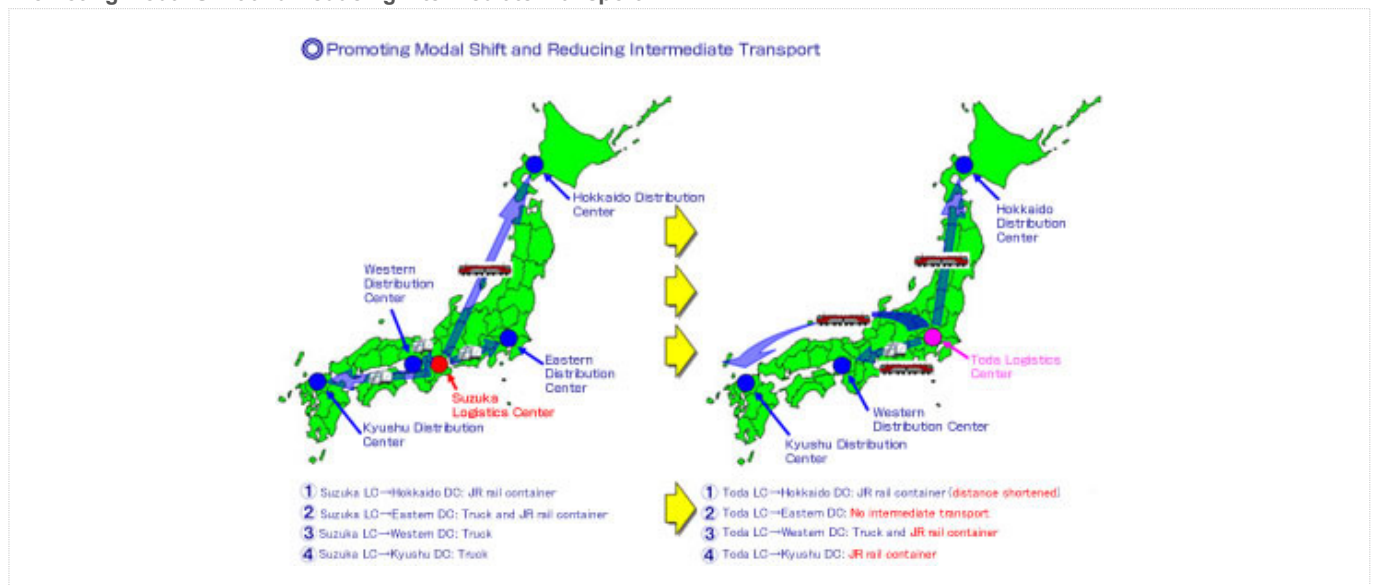 ◎Promoting Modal Shift and Reducing Intermediate Transport
Hokkaido Distribution
Center
Western
Distribution
Center
Eastern
Distribution
Center
Suzuka
Logistics Center
Kyushu Distribution
Center
Hokkaido
Distribution
Center
Toda Logistics
Center
Western
Distribution Center
Kyushu Distribution
Center
① Suzuka LC→Hokkaido DC: JR rail container
② Suzuka LC→Eastern DC: Truck and JR rail container
③ Suzuka LC→Western DC: Truck
④ Suzuka LC→Kyushu DC: Truck
① Toda LC→Hokkaido DC: JR rail container (distance shortened)
② Toda LC→Eastern DC: No intermediate transport
③ Toda LC→Western DC: Truck and JR rail container
④ Toda LC→Kyushu DC: JR rail container